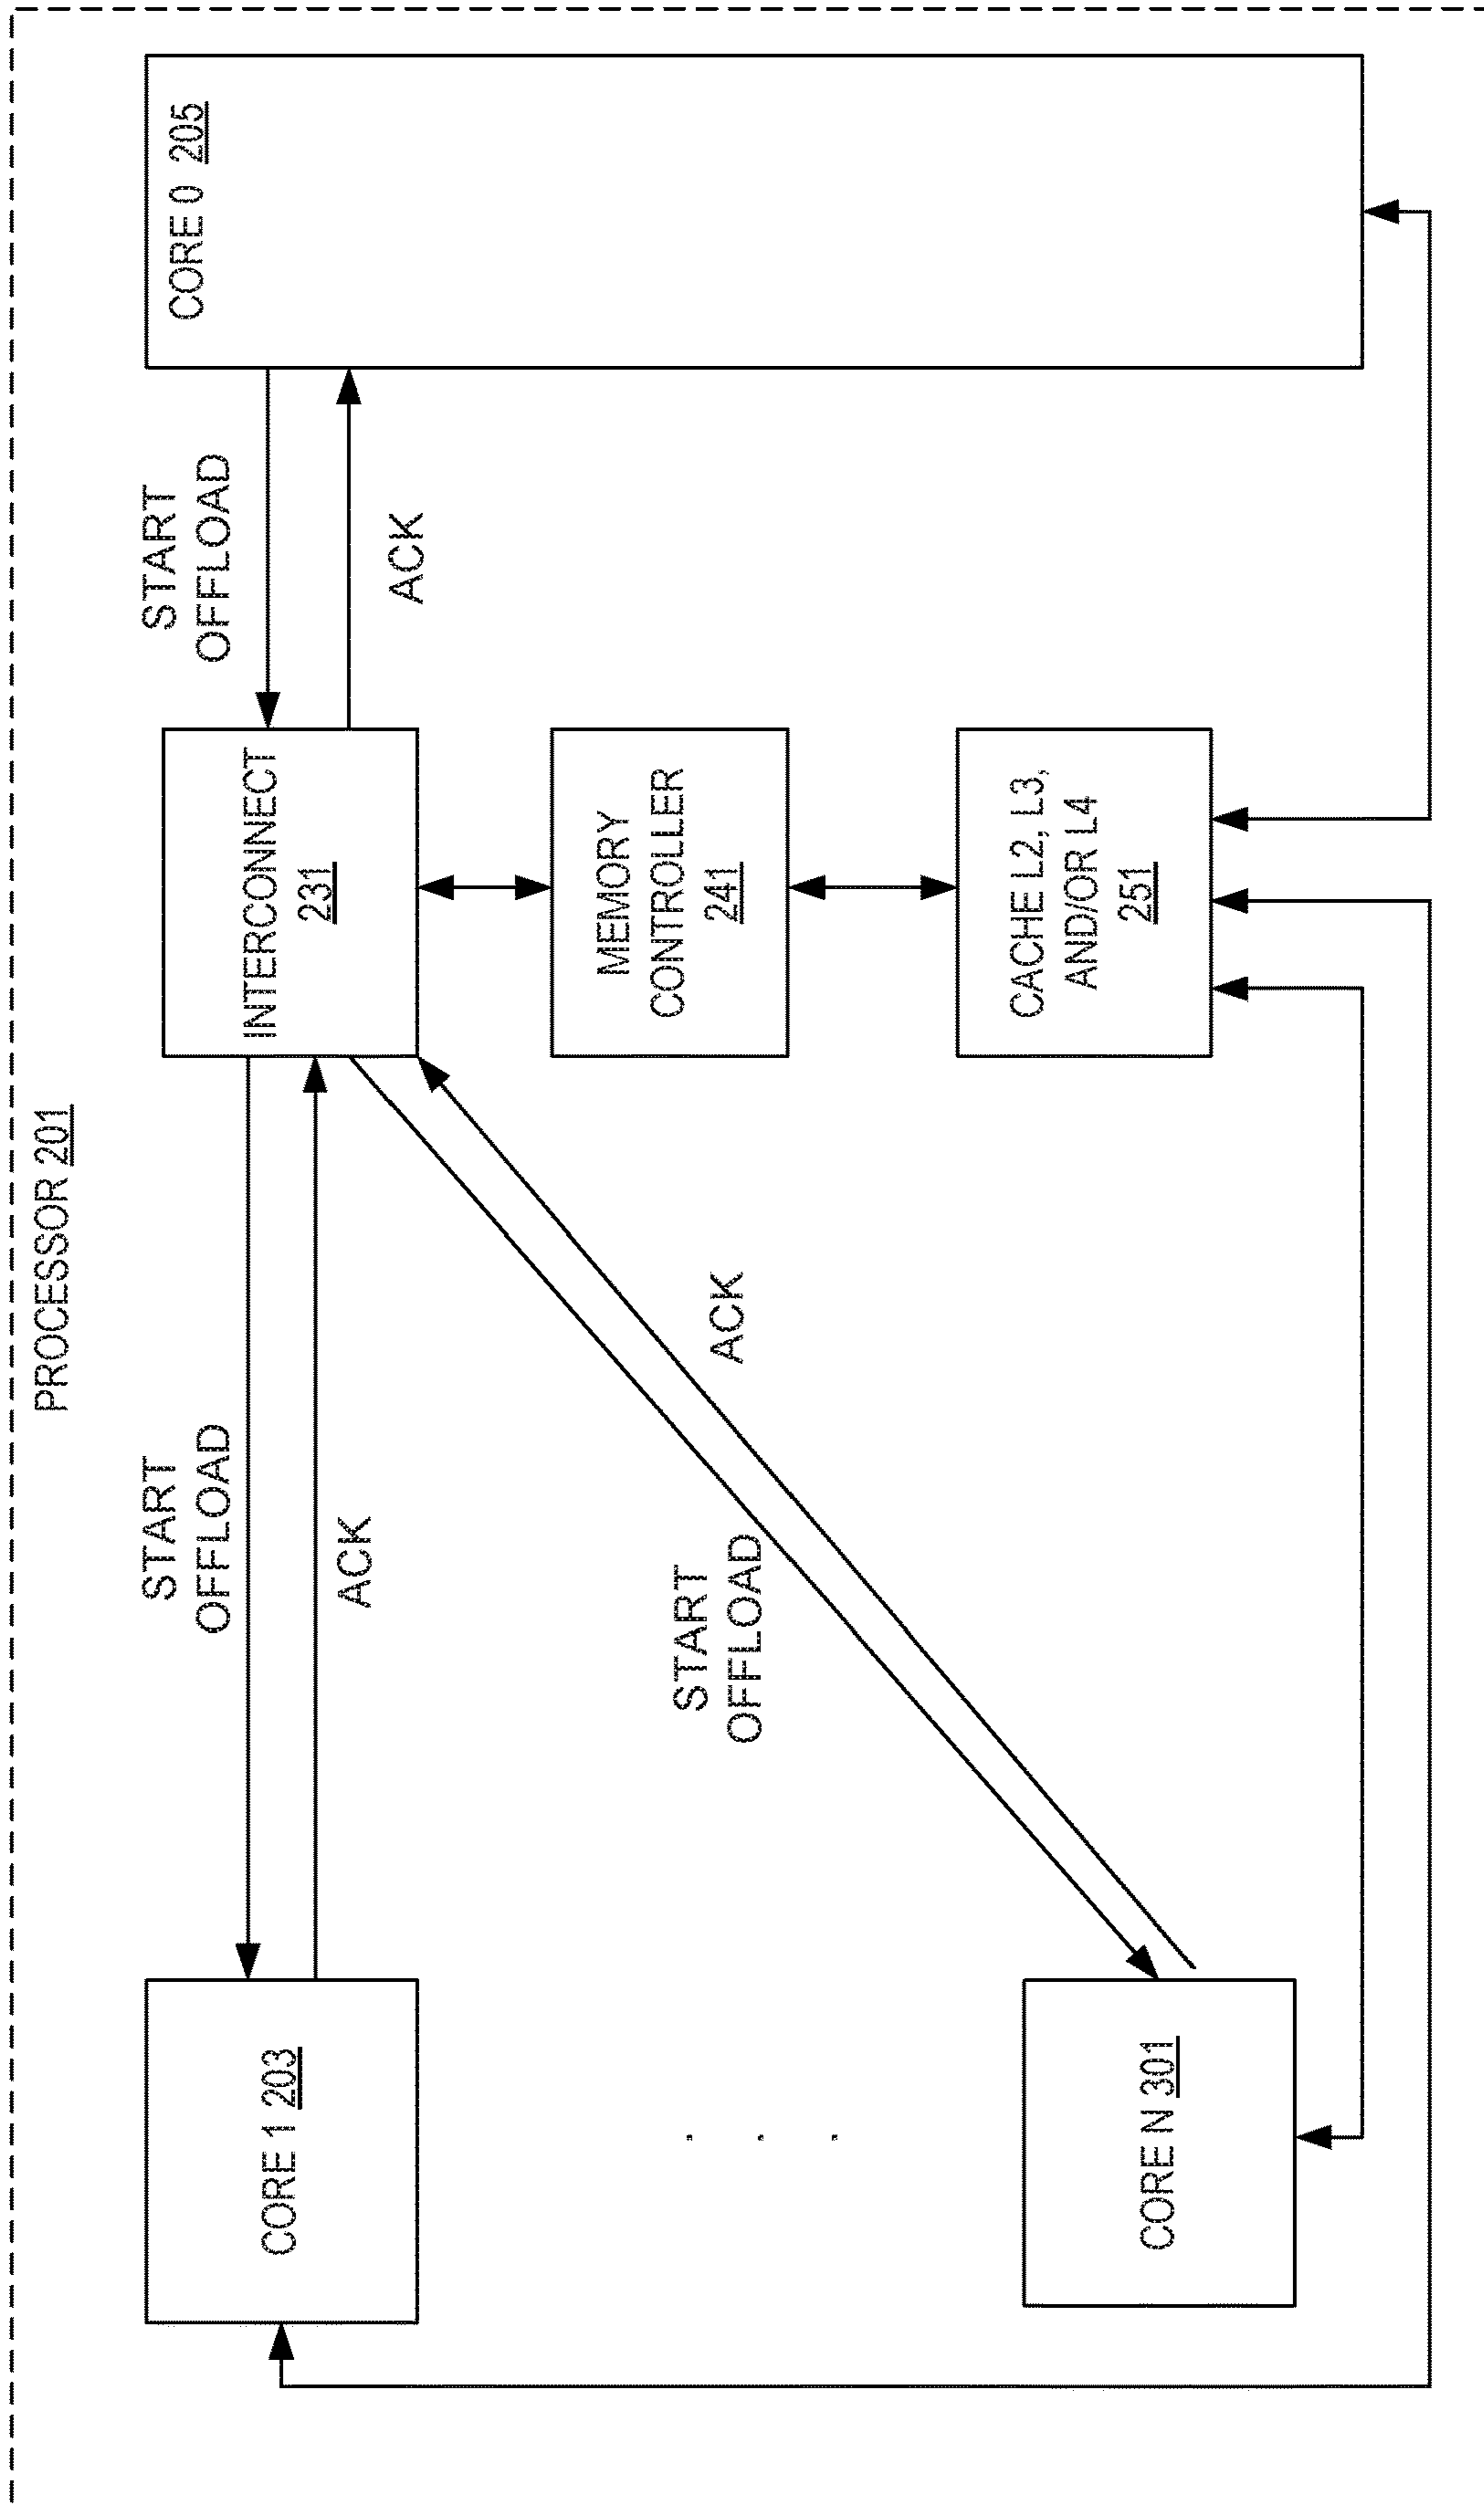 PROCESSOR 201
CORE 1 203
START
OFFLOAD
ACK
INTERCONNECT
231
START
OFFLOAD
ACK
CORE 0 205
MEMORY
CONTROLLER
241
START
OFFLOAD
ACK
CORE N 301
CACHE L2, L3,
AND/OR L4
251